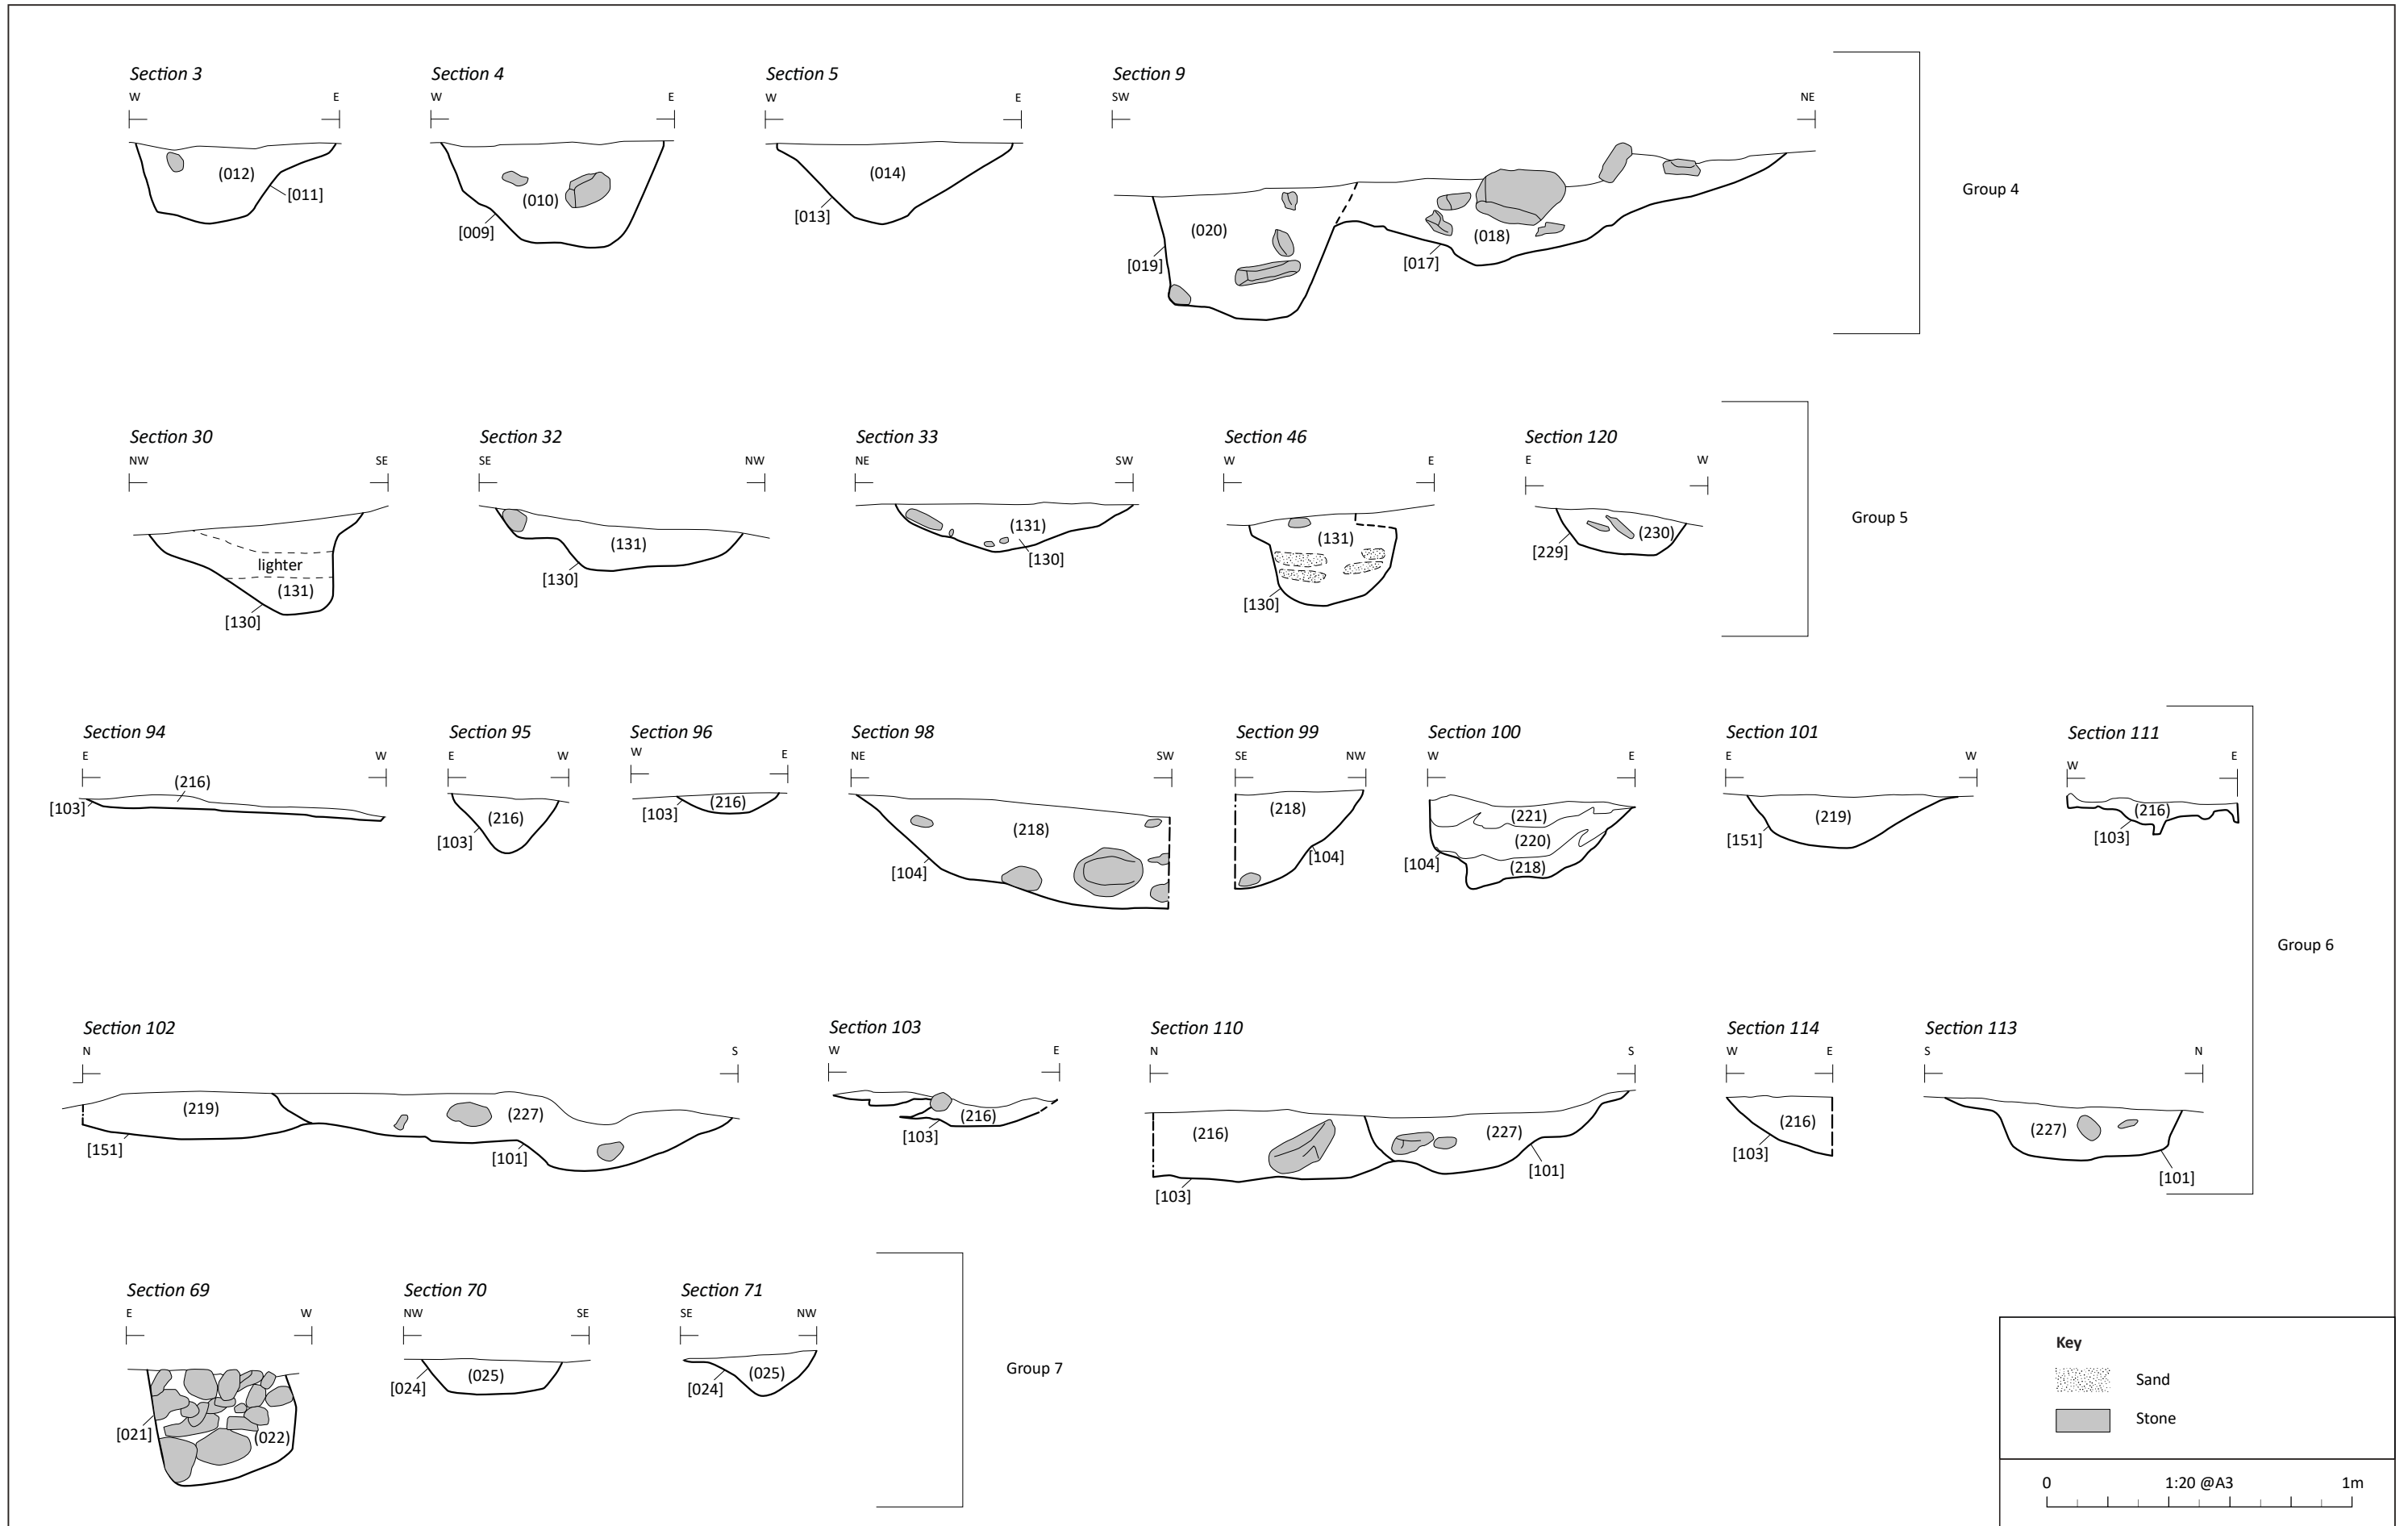 Section 3
W E
(012)
[011]
Section 4
W E
(010)
[009]
Section 5
W E
(014)
[013]
Section 9
SW NE
(020)
[019]
(018)
[017]
Group 4
Section 30
NW SE
lighter
(131)
[130]
Section 32
SE NW
(131)
[130]
Section 33
NE SW
(131)
[130]
Section 46
W E
(131)
[130]
Section 120
E W
(230)
[229]
Group 5
Section 94
E W
(216)
[103]
Section 95
E W
(216)
[103]
Section 96
W E
(216)
[103]
Section 98
NE SW
(218)
[104]
Section 99
SE NW
(218)
[104]
Section 100
W E
(221)
(220)
(218)
[104]
Section 101
E W
(219)
[151]
Section 111
W E
(216)
[103]
Group 6
Section 102
N S
(219)
(227)
[151]
[101]
Section 103
W E
(216)
[103]
Section 110
N S
(216)
(227)
[103]
[101]
Section 114
W E
(216)
[103]
Section 113
S N
(227)
[101]
Section 69
E W
[021]
(022)
Section 70
NW SE
(025)
[024]
Section 71
SE NW
(025)
[024]
Group 7
Key
Sand
Stone
0 1:20 @A3 1m